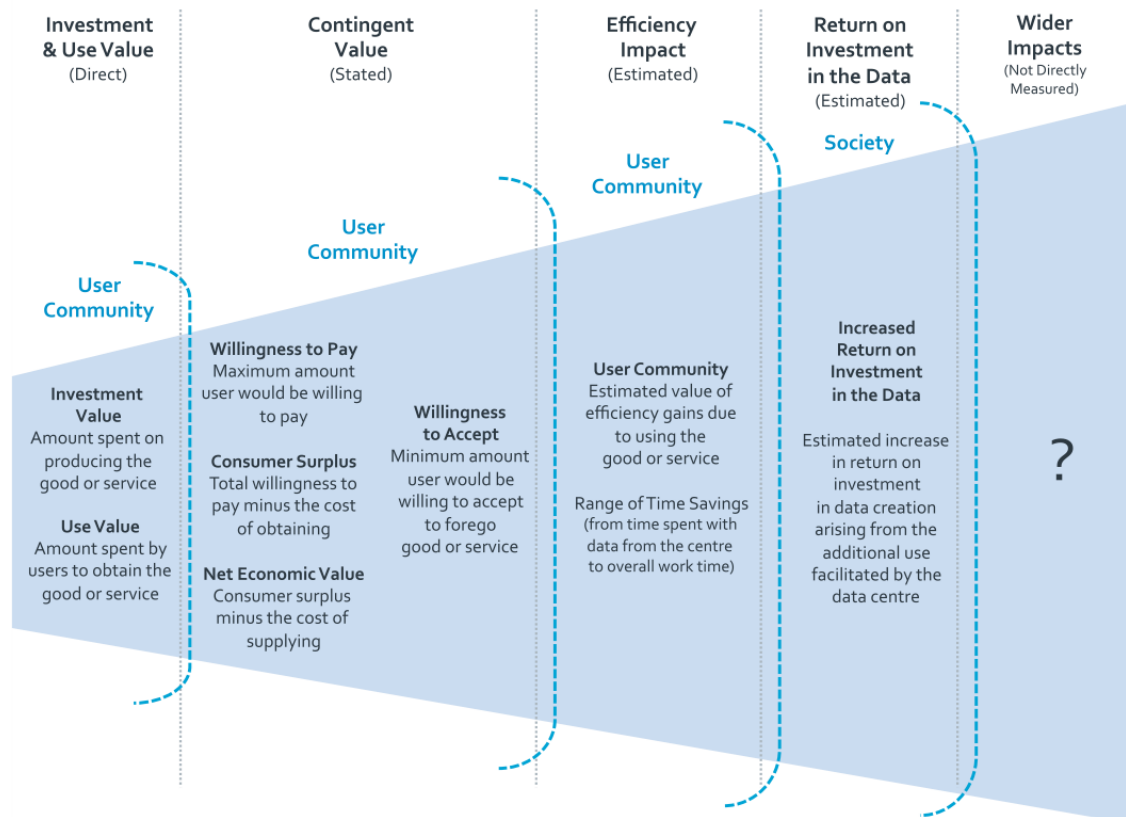 Investment
& Use Value
(Direct)
Contingent
Value
(Stated)
Efficiency
Impact
(Estimated)
Return on
Investment
in the Data
(Estimated)
Wider
Impacts
(Not Directly
Measured)
User
Community
User
Community
User
Community
Society
Investment
Value
Amount spent on
producing the
good or service
Use Value
Amount spent by
users to obtain the
good or service
Willingness to Pay
Maximum amount
user would be willing
to pay
Consumer Surplus
Total willingness to
pay minus the cost
of obtaining
Net Economic Value
Consumer surplus
minus the cost of
supplying
Willingness
to Accept
Minimum amount
user would be
willing to accept
to forego
good or service
User Community
Estimated value of
efficiency gains due
to using the
good or service
Range of Time Savings
(from time spent with
data from the centre
to overall work time)
Increased
Return on
Investment
in the Data
Estimated increase
in return on
investment
in data creation
arising from the
additional use
facilitated by the
data centre
?